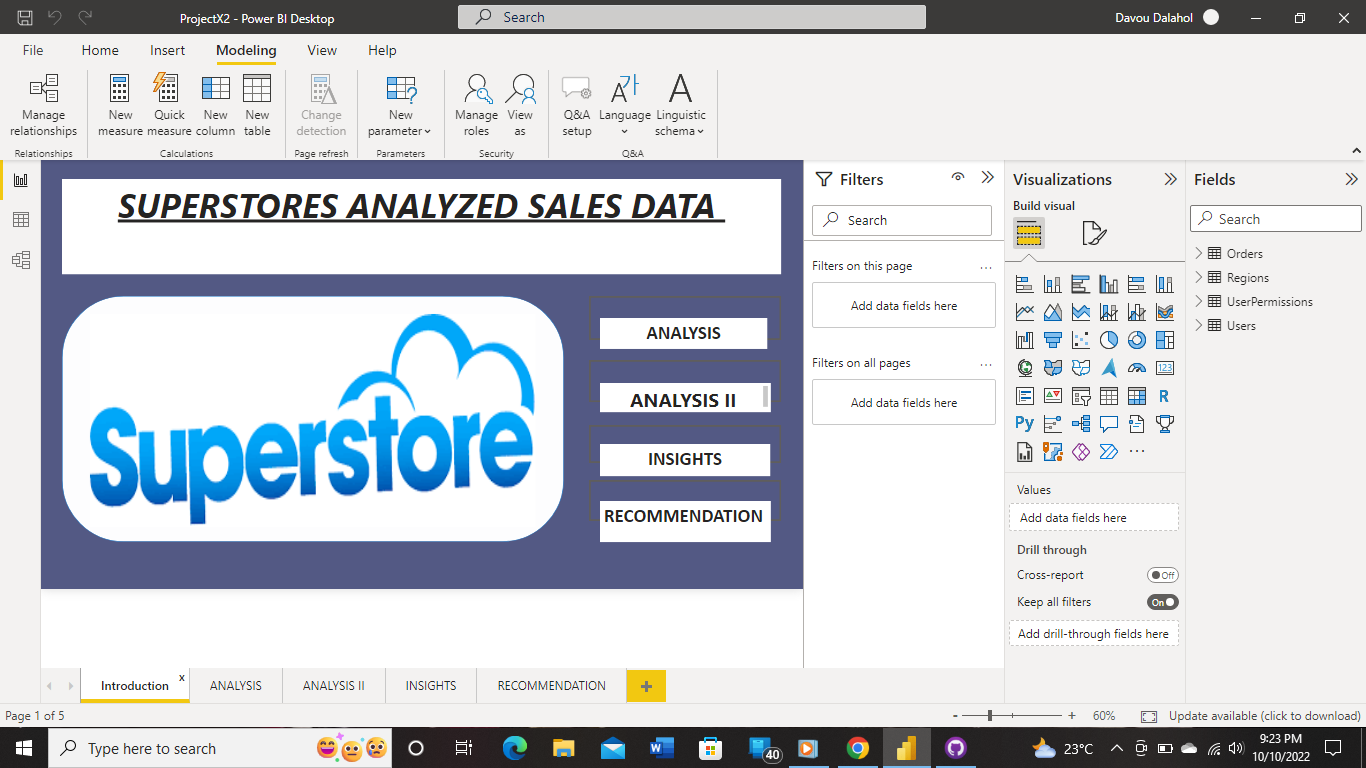 ProjectX2 - Power BI Desktop
Search
Davou Dalahol
File Home Insert Modeling View Help
Manage relationships
New measure
Quick measure
New column
New table
Change detection
New parameter
Manage roles
View as
Q&A setup
Language
Linguistic schema
Relationships
Calculations
Page refresh
Parameters
Security
Q&A
SUPERSTORES ANALYZED SALES DATA
Superstore
ANALYSIS
ANALYSIS II
INSIGHTS
RECOMMENDATION
Filters
Search
Filters on this page ...
Add data fields here
Filters on all pages ...
Add data fields here
Visualizations
Build visual
123
R
Py
...
Values
Add data fields here
Drill through
Cross-report Off
Keep all filters On
Add drill-through fields here
Fields
Search
Orders
Regions
UserPermissions
Users
Introduction x ANALYSIS ANALYSIS II INSIGHTS RECOMMENDATION +
Page 1 of 5
- + 60%
Update available (click to download)
Type here to search
40
23°C
9:23 PM
10/10/2022